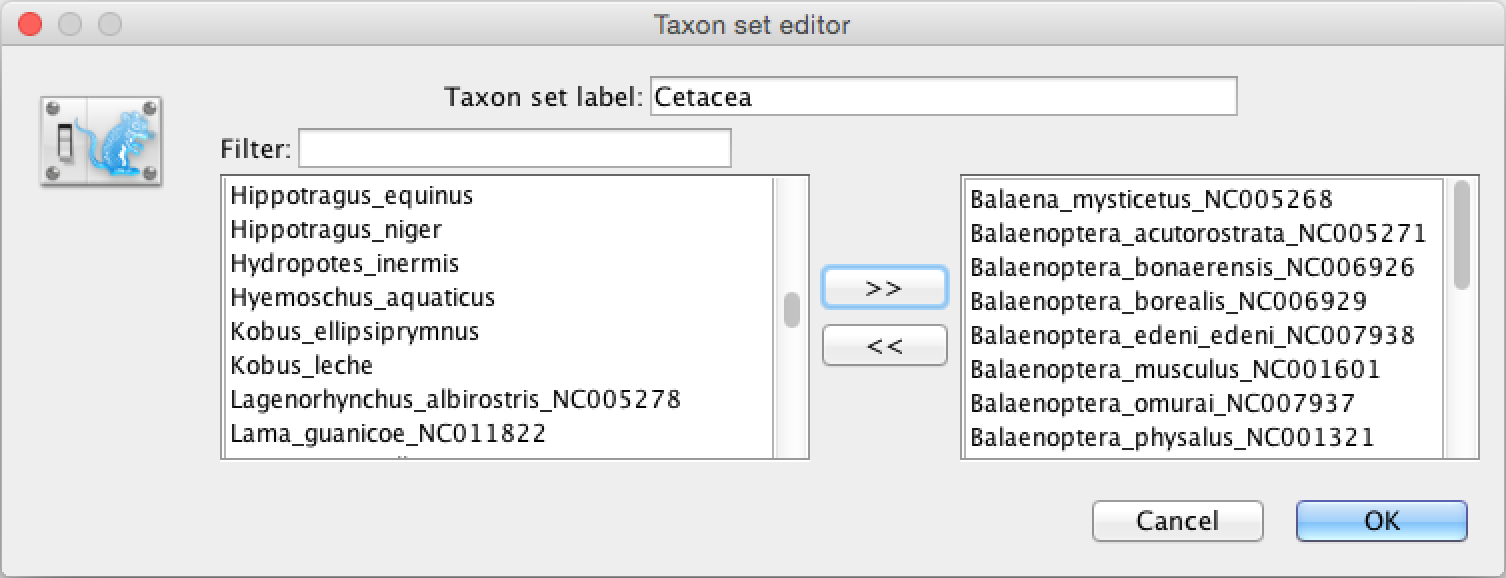 Taxon set editor
Taxon set label: Cetacea
Filter:
Hippotragus_equinus
Hippotragus_niger
Hydropotes_inermis
Hyemoschus_aquaticus
Kobus_ellipsiprymnus
Kobus_leche
Lagenorhynchus_albirostris_NC005278
Lama_guanicoe_NC011822
>>
<<
Balaena_mysticetus_NC005268
Balaenoptera_acutorostrata_NC005271
Balaenoptera_bonaerensis_NC006926
Balaenoptera_borealis_NC006929
Balaenoptera_edeni_edeni_NC007938
Balaenoptera_musculus_NC001601
Balaenoptera_omurai_NC007937
Balaenoptera_physalus_NC001321
Cancel
OK